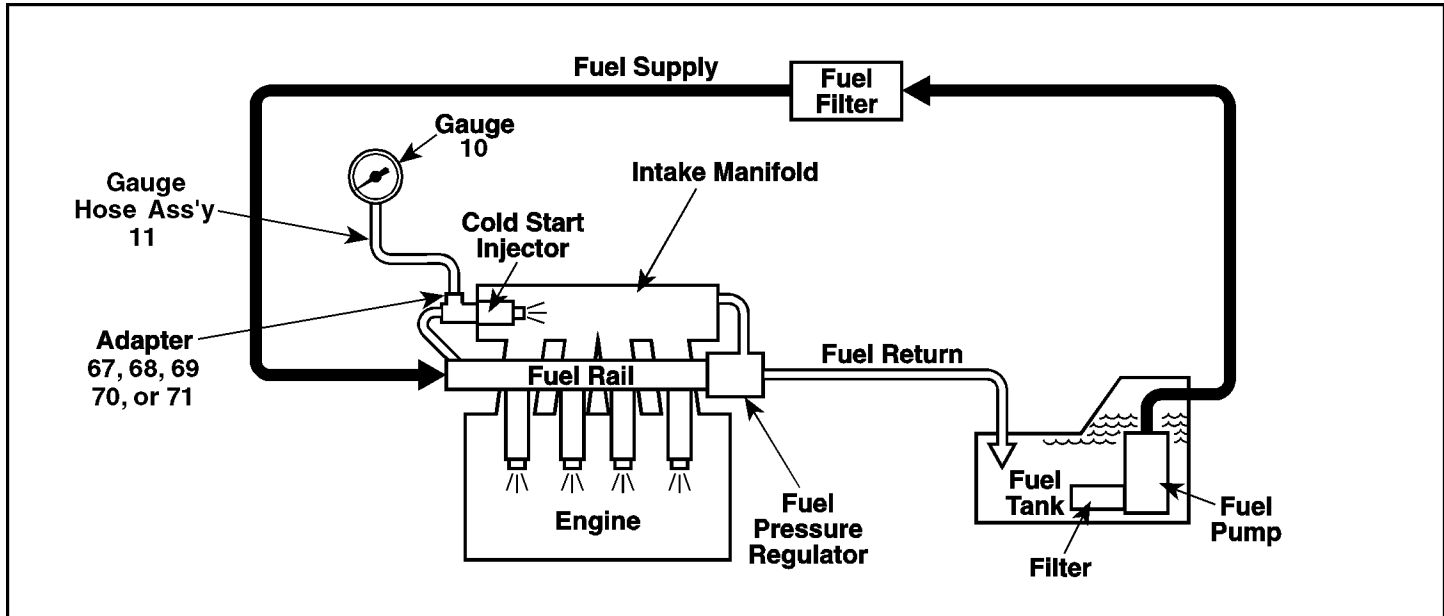 Fuel Supply
Fuel
Filter
Gauge
10
Gauge
Hose Ass'y
11
Intake Manifold
Cold Start
Injector
Adapter
67, 68, 69
70, or 71
Fuel Rail
Fuel Return
Engine
Fuel
Pressure
Regulator
Fuel
Tank
Fuel
Pump
Filter